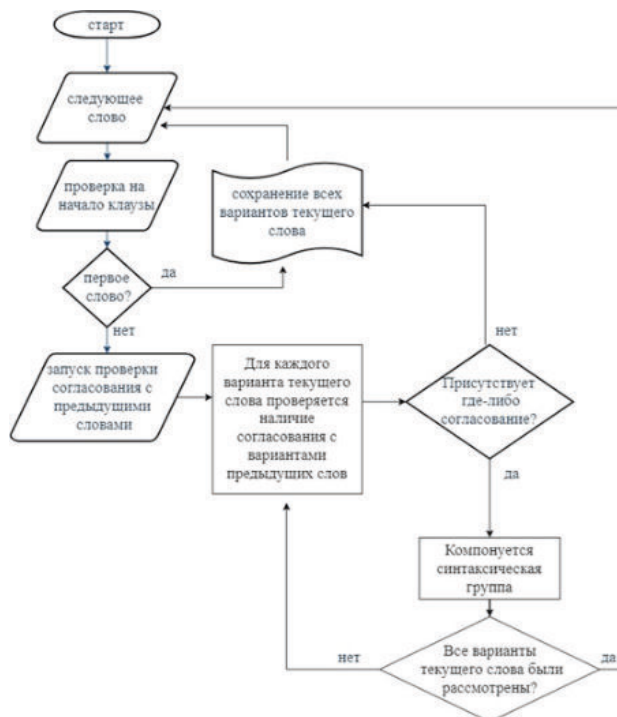 старт
следующее
слово
проверка на
начало клаузы
сохранение всех
вариантов текущего
слова
первое
слово?
да
нет
запуск проверки
согласования с
предыдущими
словами
Для каждого
варианта текущего
слова проверяется
наличие
согласования с
вариантами
предыдущих слов
нет
Присутствует
где-либо
согласование?
да
Компонуется
синтаксическая
группа
нет
Все варианты
текущего слова были
рассмотрены?
да